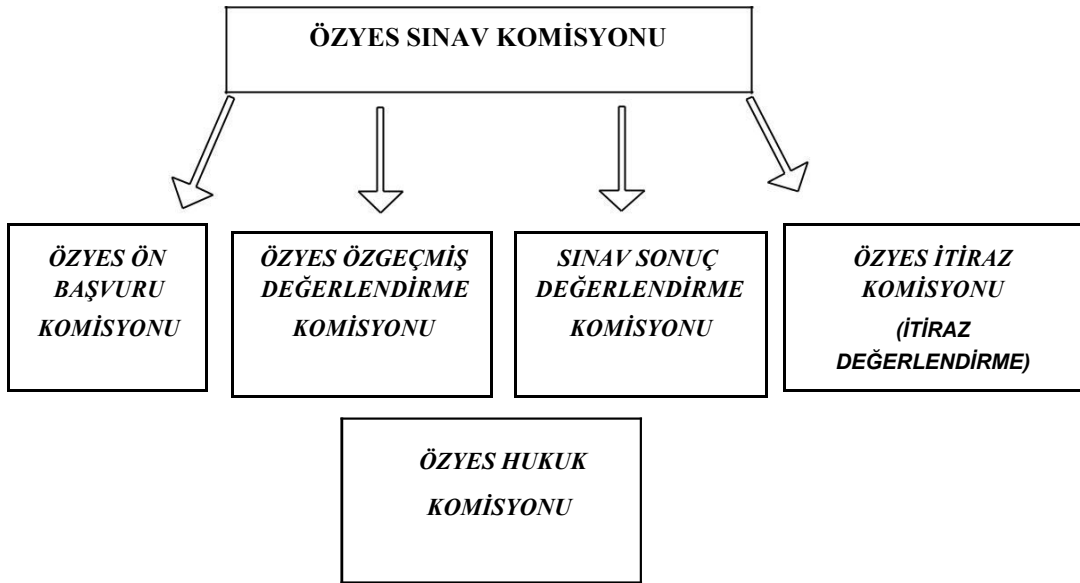 ÖZYES SINAV KOMİSYONU
ÖZYES ÖN
BAŞVURU
KOMİSYONU
ÖZYES ÖZGEÇMİŞ
DEĞERLENDİRME
KOMİSYONU
SINAV SONUÇ
DEĞERLENDİRME
KOMİSYONU
ÖZYES İTİRAZ
KOMİSYONU
(İTİRAZ
DEĞERLENDİRME)
ÖZYES HUKUK
KOMİSYONU